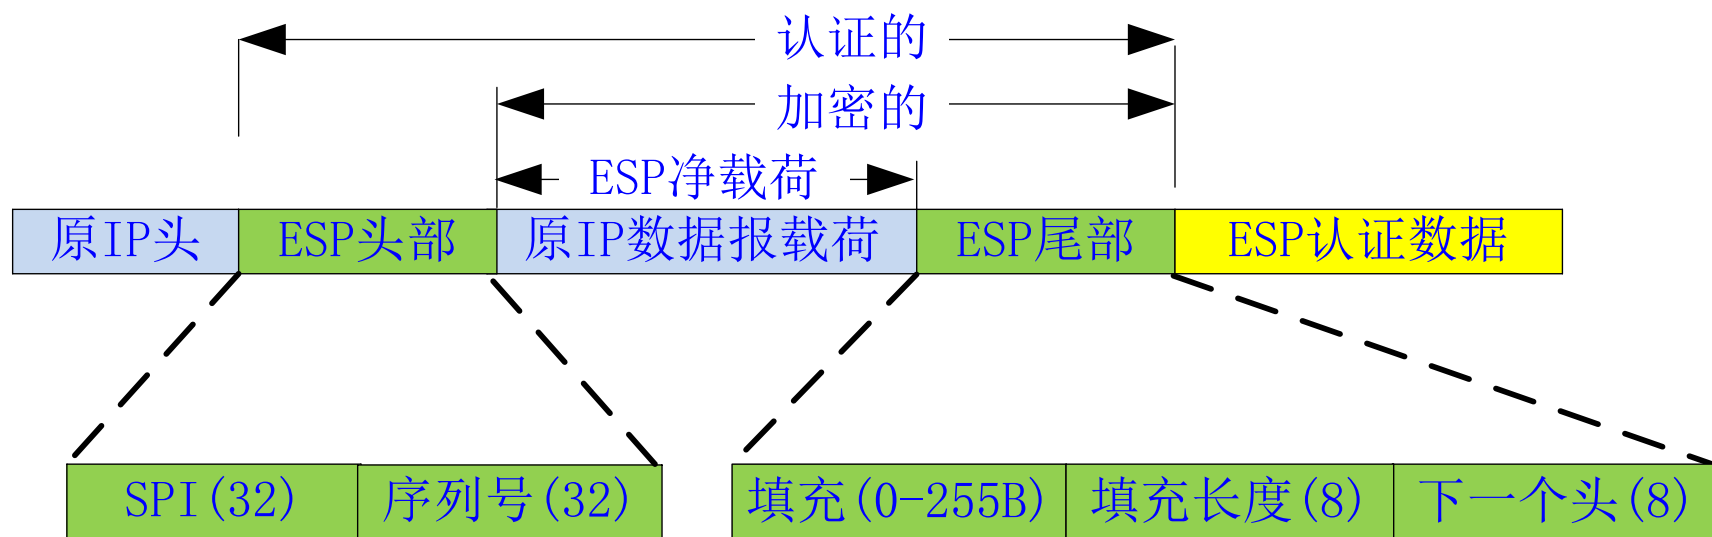 认证的
加密的
ESP净载荷
原IP头 ESP头部 原IP数据报载荷 ESP尾部 ESP认证数据
SPI(32) 序列号(32) 填充(0-255B) 填充长度(8) 下一个头(8)